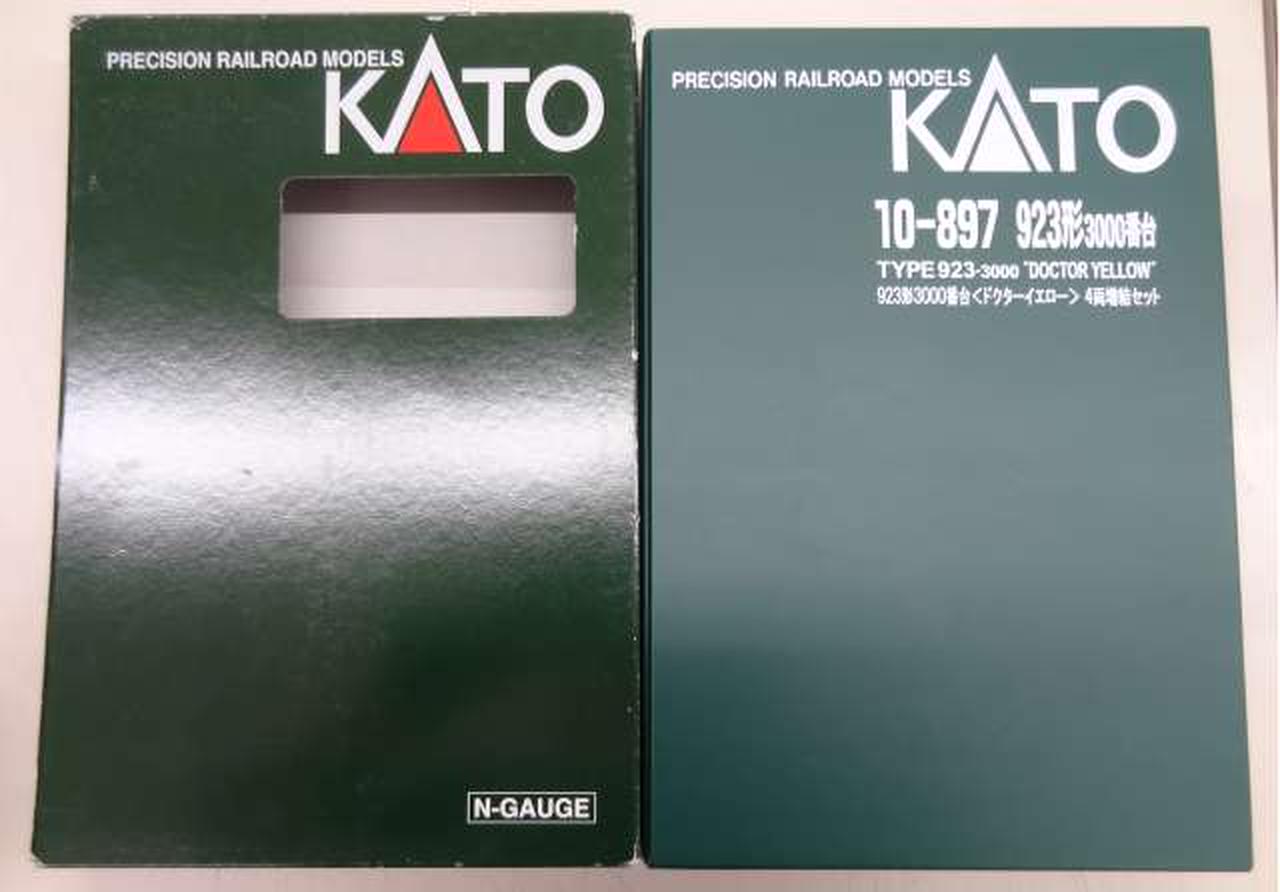 PRECISION RAILROAD MODELS
KATO
N-GAUGE
PRECISION RAILROAD MODELS
KATO
10-897 923形3000番台
TYPE 923-3000 "DOCTOR YELLOW"
923形3000番台<ドクターイエロー> 4両増結セット